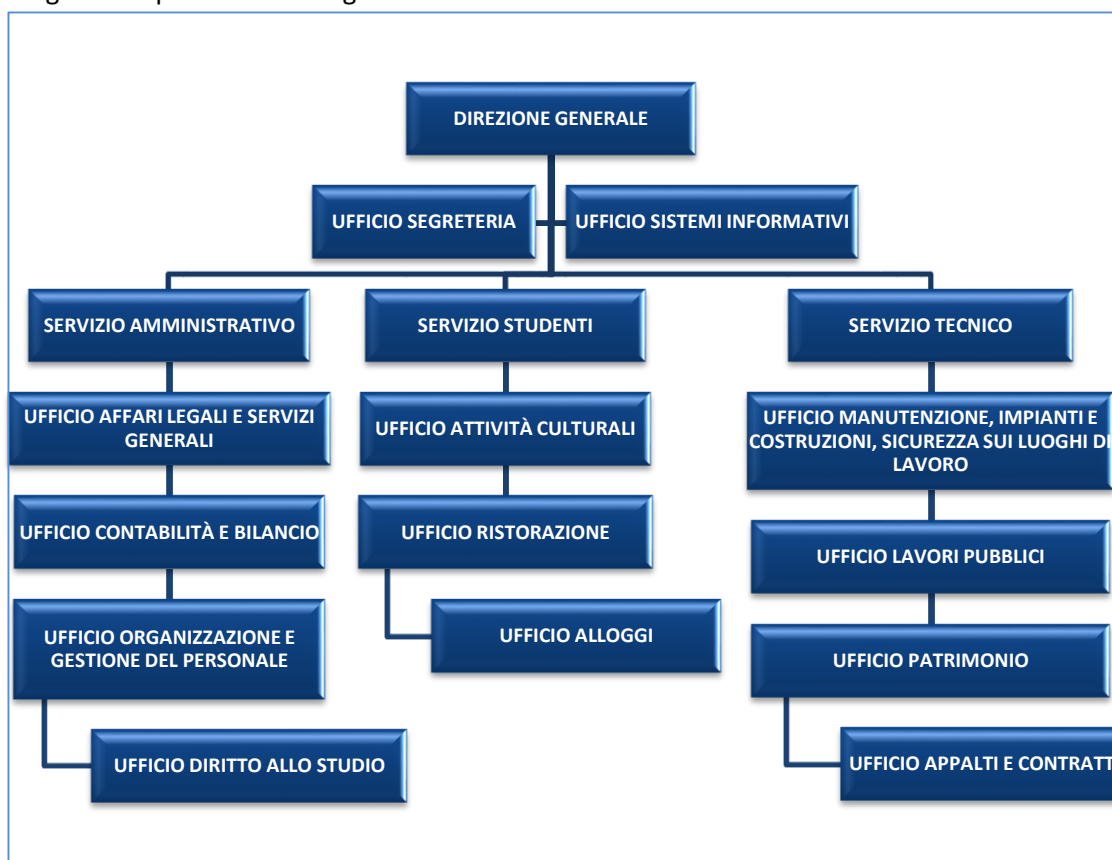 DIREZIONE GENERALE
UFFICIO SEGRETERIA
UFFICIO SISTEMI INFORMATIVI
SERVIZIO AMMINISTRATIVO
SERVIZIO STUDENTI
SERVIZIO TECNICO
UFFICIO AFFARI LEGALI E SERVIZI
GENERALI
UFFICIO ATTIVITÀ CULTURALI
UFFICIO MANUTENZIONE, IMPIANTI E
COSTRUZIONI, SICUREZZA SUI LUOGHI DI
LAVORO
UFFICIO CONTABILITÀ E BILANCIO
UFFICIO RISTORAZIONE
UFFICIO LAVORI PUBBLICI
UFFICIO ORGANIZZAZIONE E
GESTIONE DEL PERSONALE
UFFICIO ALLOGGI
UFFICIO PATRIMONIO
UFFICIO DIRITTO ALLO STUDIO
UFFICIO APPALTI E CONTRATT